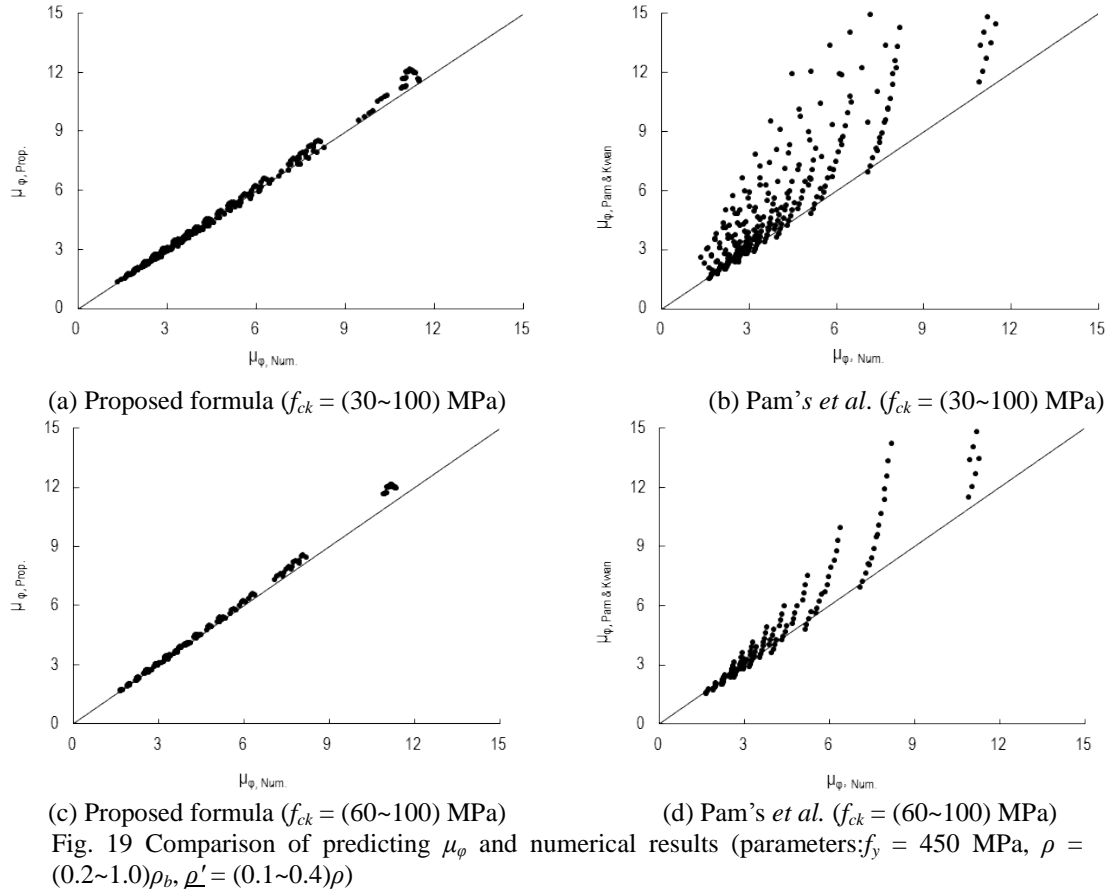 15
12
9
6
3
0
μφ, Prop.
0 3 6 9 12 15
μφ, Num.
(a) Proposed formula (fck = (30~100) MPa)
15
12
9
6
3
0
μφ, Pam & Kwan
0 3 6 9 12 15
μφ, Num.
(b) Pam's et al. (fck = (30~100) MPa)
15
12
9
6
3
0
μφ, Prop.
0 3 6 9 12 15
μφ, Num.
(c) Proposed formula (fck = (60~100) MPa)
15
12
9
6
3
0
μφ, Pam & Kwan
0 3 6 9 12 15
μφ, Num.
(d) Pam's et al. (fck = (60~100) MPa)
Fig. 19 Comparison of predicting μφ and numerical results (parameters:fy = 450 MPa, ρ =
(0.2~1.0)ρb, ρ′ = (0.1~0.4)ρ)